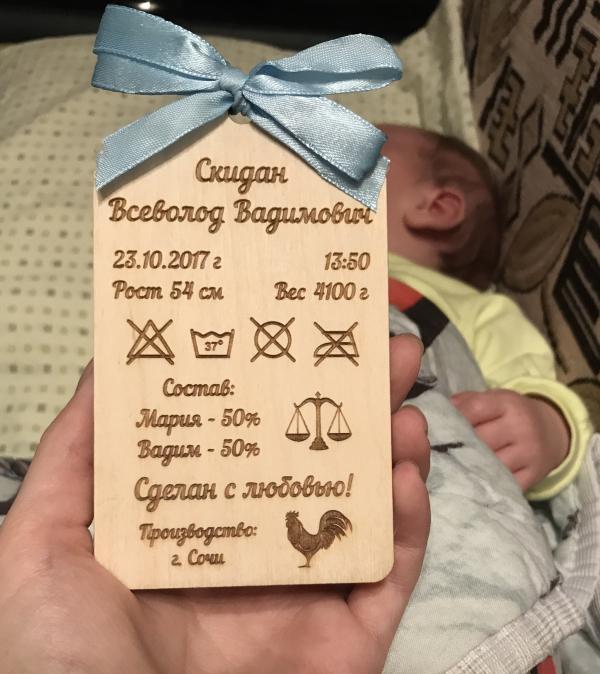 Скидан
Всеволод Вадимович
23.10.2017 г 13:50
Рост 54 см Вес 4100 г
37°
Состав:
Мария - 50%
Вадим - 50%
Сделан с любовью!
Производство:
г. Сочи